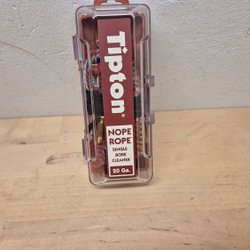 Tipton®
NOPE
ROPE
SINGLE
BORE
CLEANER
20 Ga.